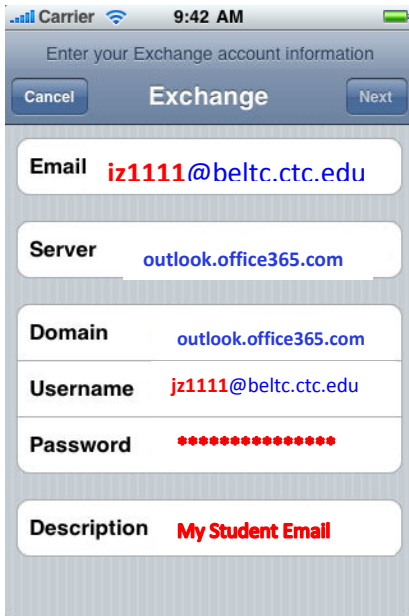 Carrier 9:42 AM
Enter your Exchange account information
Cancel Exchange Next
Email iz1111@beltc.ctc.edu
Server outlook.office365.com
Domain outlook.office365.com
Username jz1111@beltc.ctc.edu
Password ***************
Description My Student Email